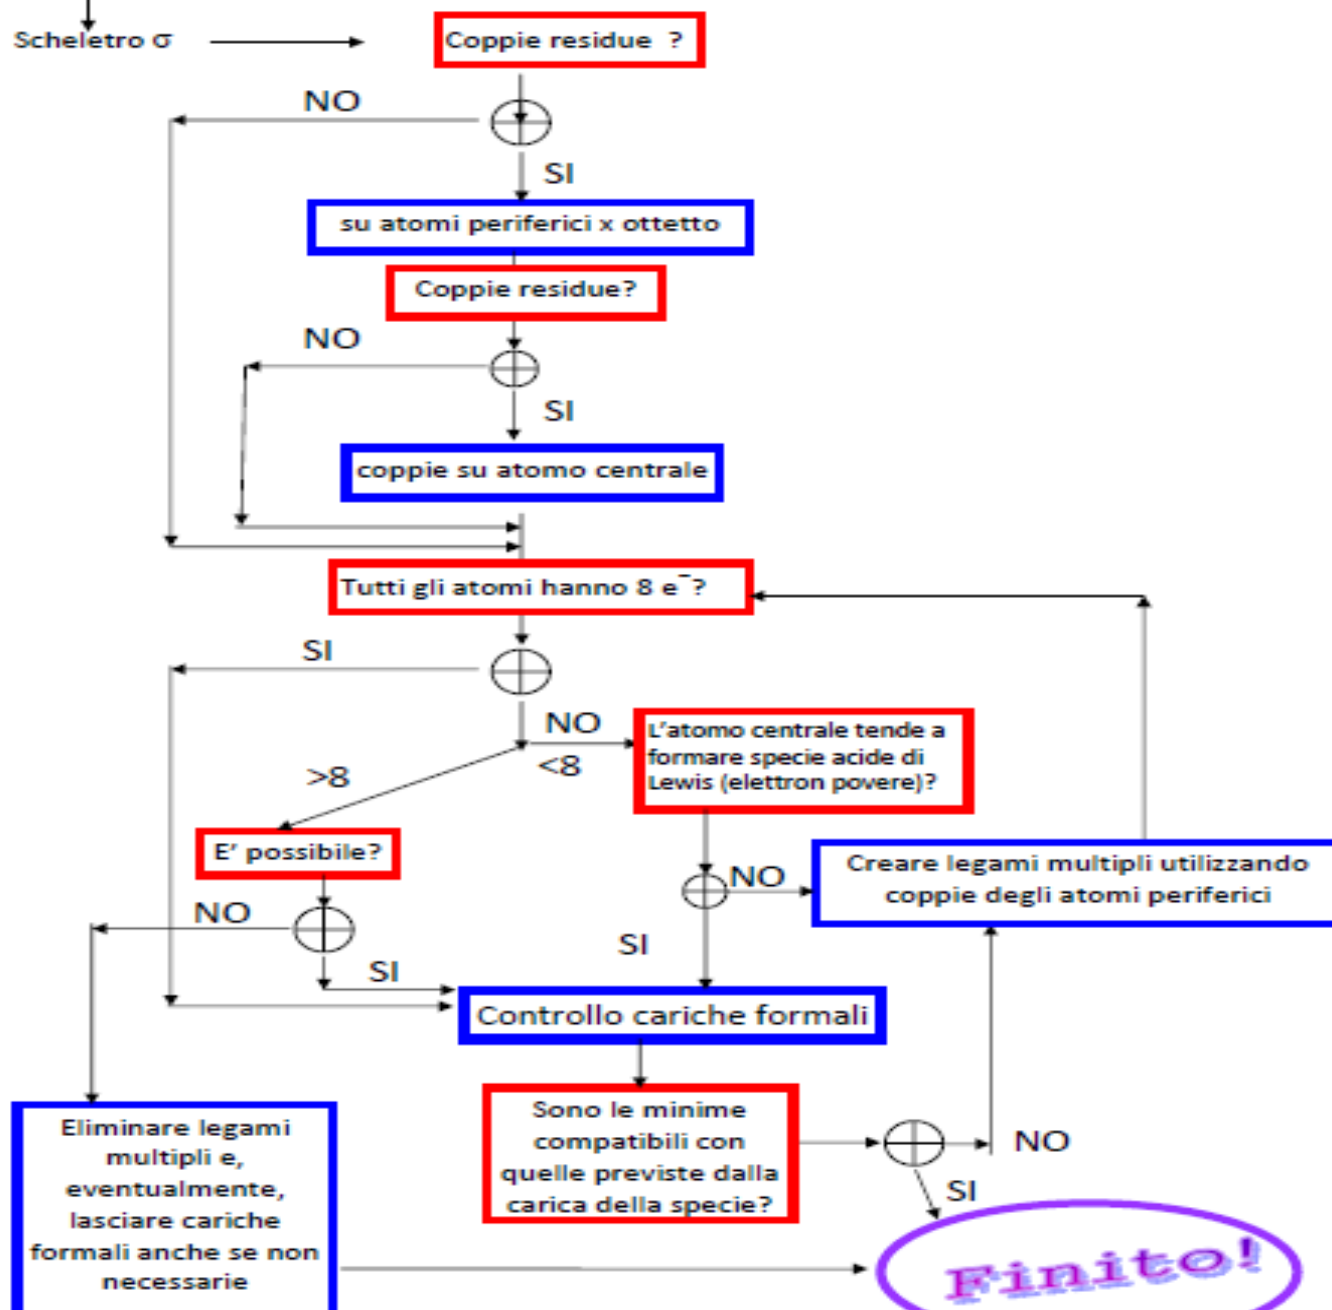 Scheletro σ
Coppie residue ?
NO
SI
su atomi periferici x ottetto
Coppie residue?
NO
SI
coppie su atomo centrale
Tutti gli atomi hanno 8 e⁻?
SI
NO
<8
>8
L'atomo centrale tende a
formare specie acide di
Lewis (elettron povere)?
E' possibile?
NO
SI
NO
SI
Creare legami multipli utilizzando
coppie degli atomi periferici
Controllo cariche formali
Sono le minime
compatibili con
quelle previste dalla
carica della specie?
NO
SI
Eliminare legami
multipli e,
eventualmente,
lasciare cariche
formali anche se non
necessarie
Finito!